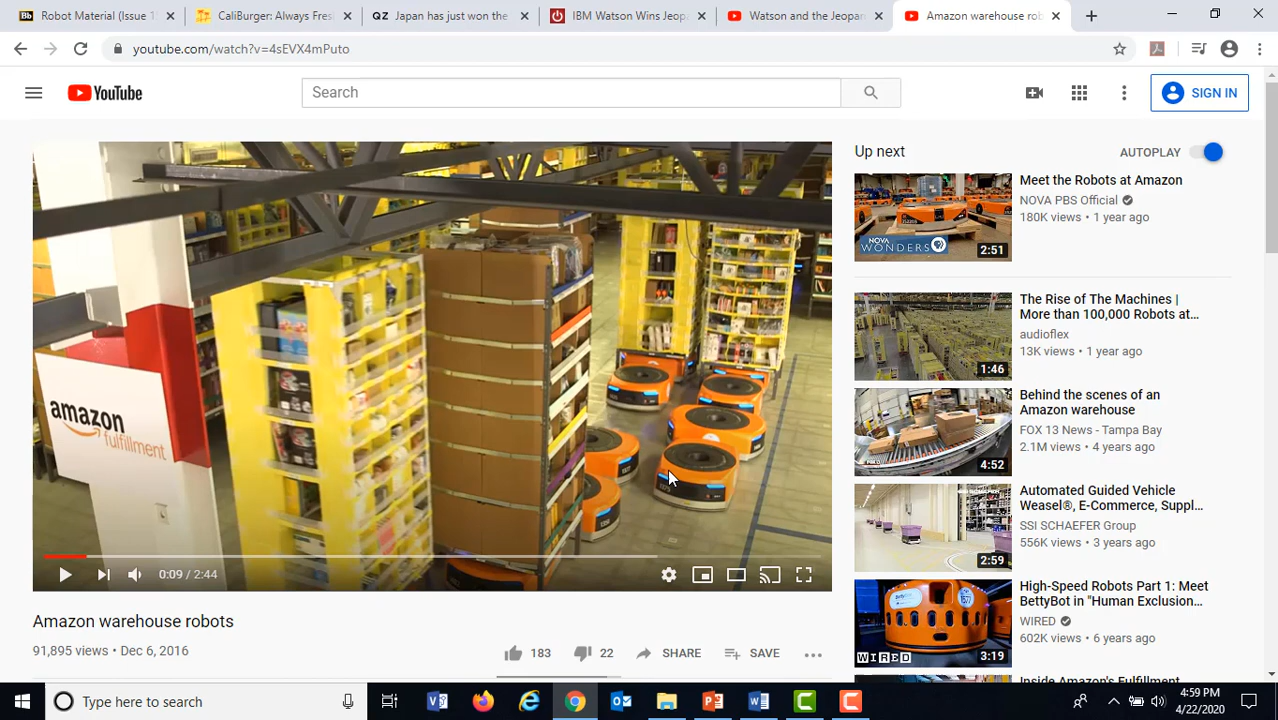 Robot Material (Issue 1
CaliBurger: Always Fres
Japan has just won the
IBM Watson Wins Jeop
Watson and the Jeopar
Amazon warehouse rob
youtube.com/watch?v=4sEVX4mPuto
YouTube
Search
SIGN IN
amazon
fulfillment
0:09 / 2:44
Amazon warehouse robots
91,895 views • Dec 6, 2016
183
22
SHARE
SAVE
Up next
AUTOPLAY
NOVA
WONDERS
2:51
Meet the Robots at Amazon
NOVA PBS Official
180K views • 1 year ago
1:46
The Rise of The Machines |
More than 100,000 Robots at...
audioflex
13K views • 1 year ago
4:52
Behind the scenes of an
Amazon warehouse
FOX 13 News - Tampa Bay
2.1M views • 4 years ago
2:59
Automated Guided Vehicle
Weasel®, E-Commerce, Suppl...
SSI SCHAEFER Group
556K views • 3 years ago
WIRED
3:19
High-Speed Robots Part 1: Meet
BettyBot in "Human Exclusion...
WIRED
602K views • 6 years ago
Inside Amazon's Fulfillment
Type here to search
4:59 PM
4/22/2020